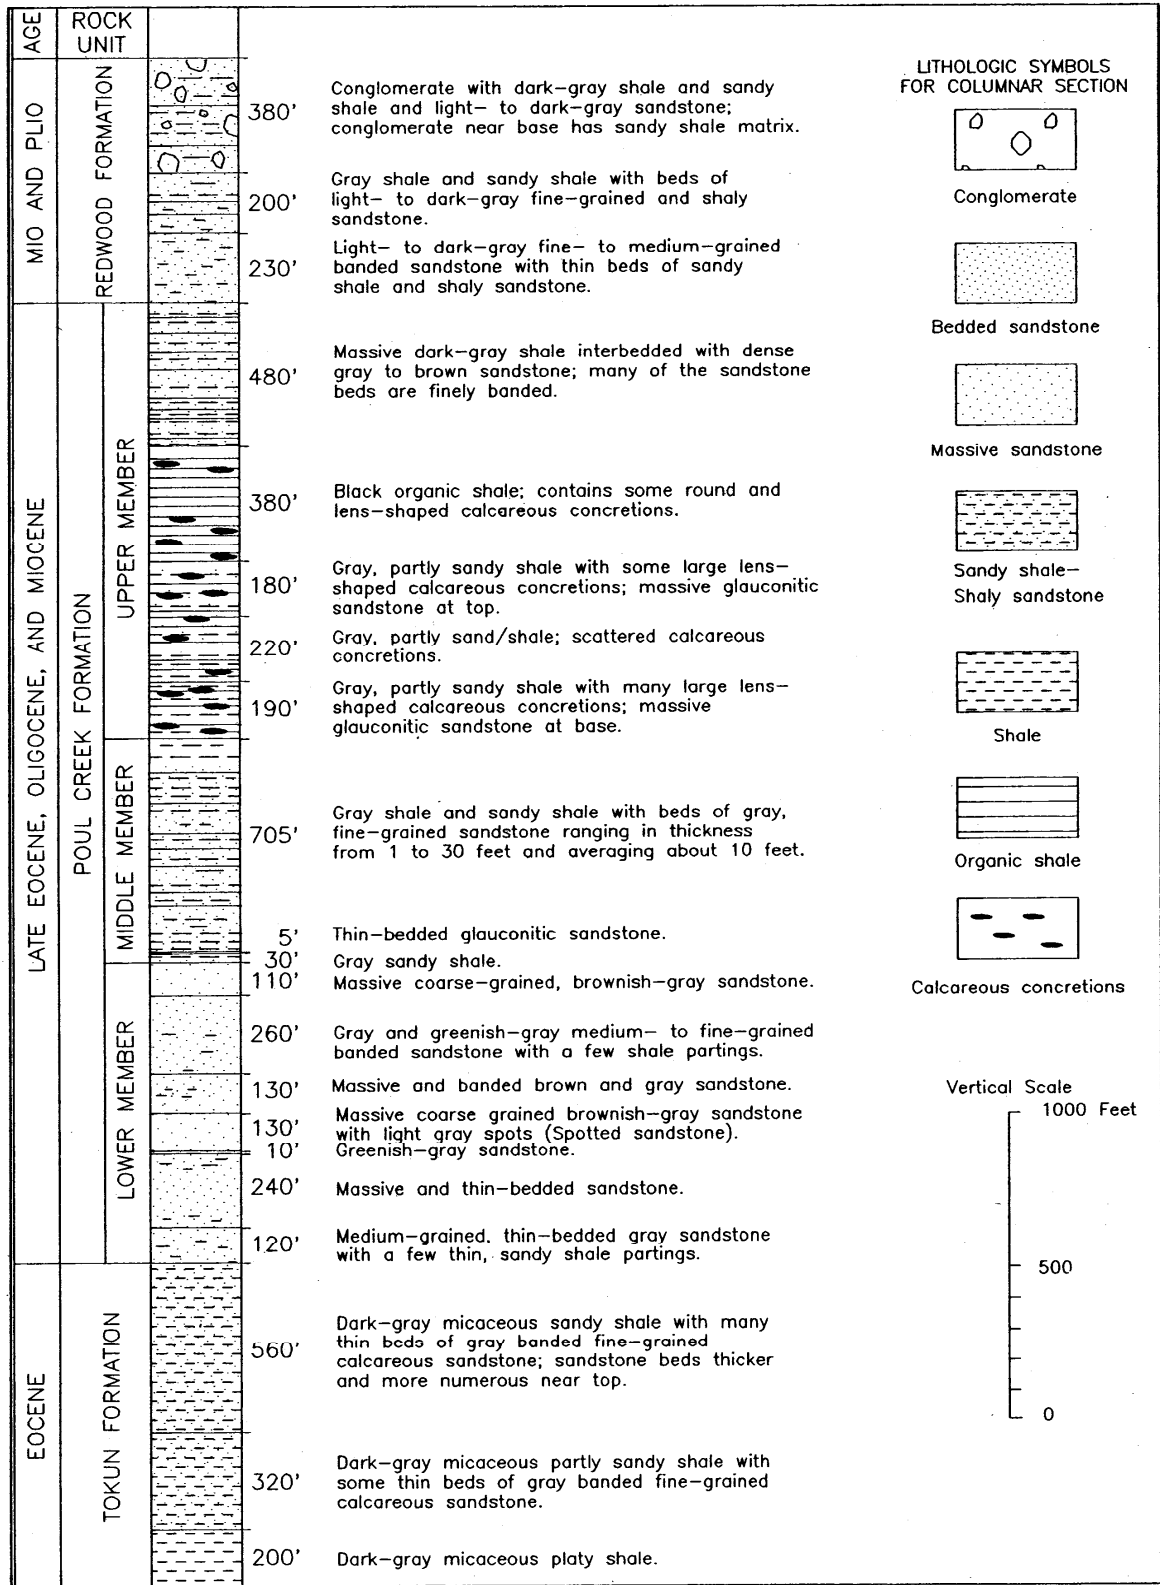 AGE
ROCK
UNIT
MIO AND PLIO
REDWOOD FORMATION
380'
Conglomerate with dark-gray shale and sandy
shale and light- to dark-gray sandstone;
conglomerate near base has sandy shale matrix.
200'
Gray shale and sandy shale with beds of
light- to dark-gray fine-grained and shaly
sandstone.
230'
Light- to dark-gray fine- to medium-grained
banded sandstone with thin beds of sandy
shale and shaly sandstone.
LATE EOCENE, OLIGOCENE, AND MIOCENE
POUL CREEK FORMATION
UPPER MEMBER
480'
Massive dark-gray shale interbedded with dense
gray to brown sandstone; many of the sandstone
beds are finely banded.
380'
Black organic shale; contains some round and
lens-shaped calcareous concretions.
180'
Gray, partly sandy shale with some large lens-
shaped calcareous concretions; massive glauconitic
sandstone at top.
220'
Gray, partly sand/shale; scattered calcareous
concretions.
190'
Gray, partly sandy shale with many large lens-
shaped calcareous concretions; massive
glauconitic sandstone at base.
MIDDLE MEMBER
705'
Gray shale and sandy shale with beds of gray,
fine-grained sandstone ranging in thickness
from 1 to 30 feet and averaging about 10 feet.
5'
Thin-bedded glauconitic sandstone.
30'
Gray sandy shale.
LOWER MEMBER
110'
Massive coarse-grained, brownish-gray sandstone.
260'
Gray and greenish-gray medium- to fine-grained
banded sandstone with a few shale partings.
130'
Massive and banded brown and gray sandstone.
130'
Massive coarse grained brownish-gray sandstone
with light gray spots (Spotted sandstone).
10'
Greenish-gray sandstone.
240'
Massive and thin-bedded sandstone.
120'
Medium-grained. thin-bedded gray sandstone
with a few thin, sandy shale partings.
EOCENE
TOKUN FORMATION
560'
Dark-gray micaceous sandy shale with many
thin beds of gray banded fine-grained
calcareous sandstone; sandstone beds thicker
and more numerous near top.
320'
Dark-gray micaceous partly sandy shale with
some thin beds of gray banded fine-grained
calcareous sandstone.
200'
Dark-gray micaceous platy shale.
LITHOLOGIC SYMBOLS
FOR COLUMNAR SECTION
Conglomerate
Bedded sandstone
Massive sandstone
Sandy shale-
Shaly sandstone
Shale
Organic shale
Calcareous concretions
Vertical Scale
1000 Feet
500
0